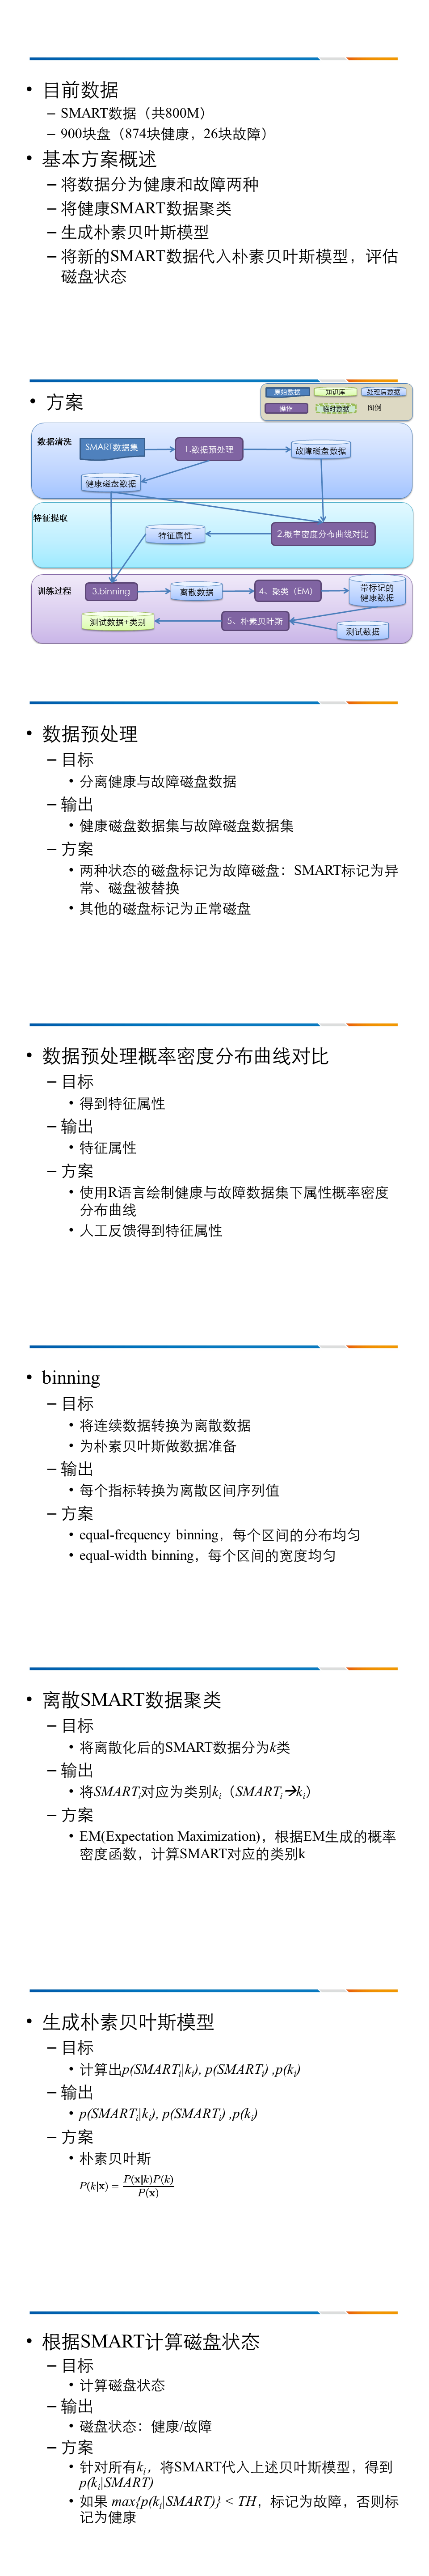 • 目前数据
– SMART数据（共800M）
– 900块盘（874块健康，26块故障）
• 基本方案概述
– 将数据分为健康和故障两种
– 将健康SMART数据聚类
– 生成朴素贝叶斯模型
– 将新的SMART数据代入朴素贝叶斯模型，评估
磁盘状态
• 方案
原始数据
知识库
处理后数据
操作
临时数据
图例
数据清洗
SMART数据集
1.数据预处理
故障磁盘数据
健康磁盘数据
特征提取
特征属性
2.概率密度分布曲线对比
训练过程
3.binning
离散数据
4、聚类（EM）
带标记的
健康数据
测试数据+类别
5、朴素贝叶斯
测试数据
• 数据预处理
– 目标
• 分离健康与故障磁盘数据
– 输出
• 健康磁盘数据集与故障磁盘数据集
– 方案
• 两种状态的磁盘标记为故障磁盘：SMART标记为异
常、磁盘被替换
• 其他的磁盘标记为正常磁盘
• 数据预处理概率密度分布曲线对比
– 目标
• 得到特征属性
– 输出
• 特征属性
– 方案
• 使用R语言绘制健康与故障数据集下属性概率密度
分布曲线
• 人工反馈得到特征属性
• binning
– 目标
• 将连续数据转换为离散数据
• 为朴素贝叶斯做数据准备
– 输出
• 每个指标转换为离散区间序列值
– 方案
• equal-frequency binning，每个区间的分布均匀
• equal-width binning，每个区间的宽度均匀
• 离散SMART数据聚类
– 目标
• 将离散化后的SMART数据分为k类
– 输出
• 将SMARTi对应为类别ki（SMARTi→ki）
– 方案
• EM(Expectation Maximization)，根据EM生成的概率
密度函数，计算SMART对应的类别k
• 生成朴素贝叶斯模型
– 目标
• 计算出p(SMARTi|ki), p(SMARTi) ,p(ki)
– 输出
• p(SMARTi|ki), p(SMARTi) ,p(ki)
– 方案
• 朴素贝叶斯
P(k|x) = P(x|k)P(k) / P(x)
• 根据SMART计算磁盘状态
– 目标
• 计算磁盘状态
– 输出
• 磁盘状态：健康/故障
– 方案
• 针对所有ki，将SMART代入上述贝叶斯模型，得到
p(ki|SMART)
• 如果 max{p(ki|SMART)} < TH，标记为故障，否则标
记为健康